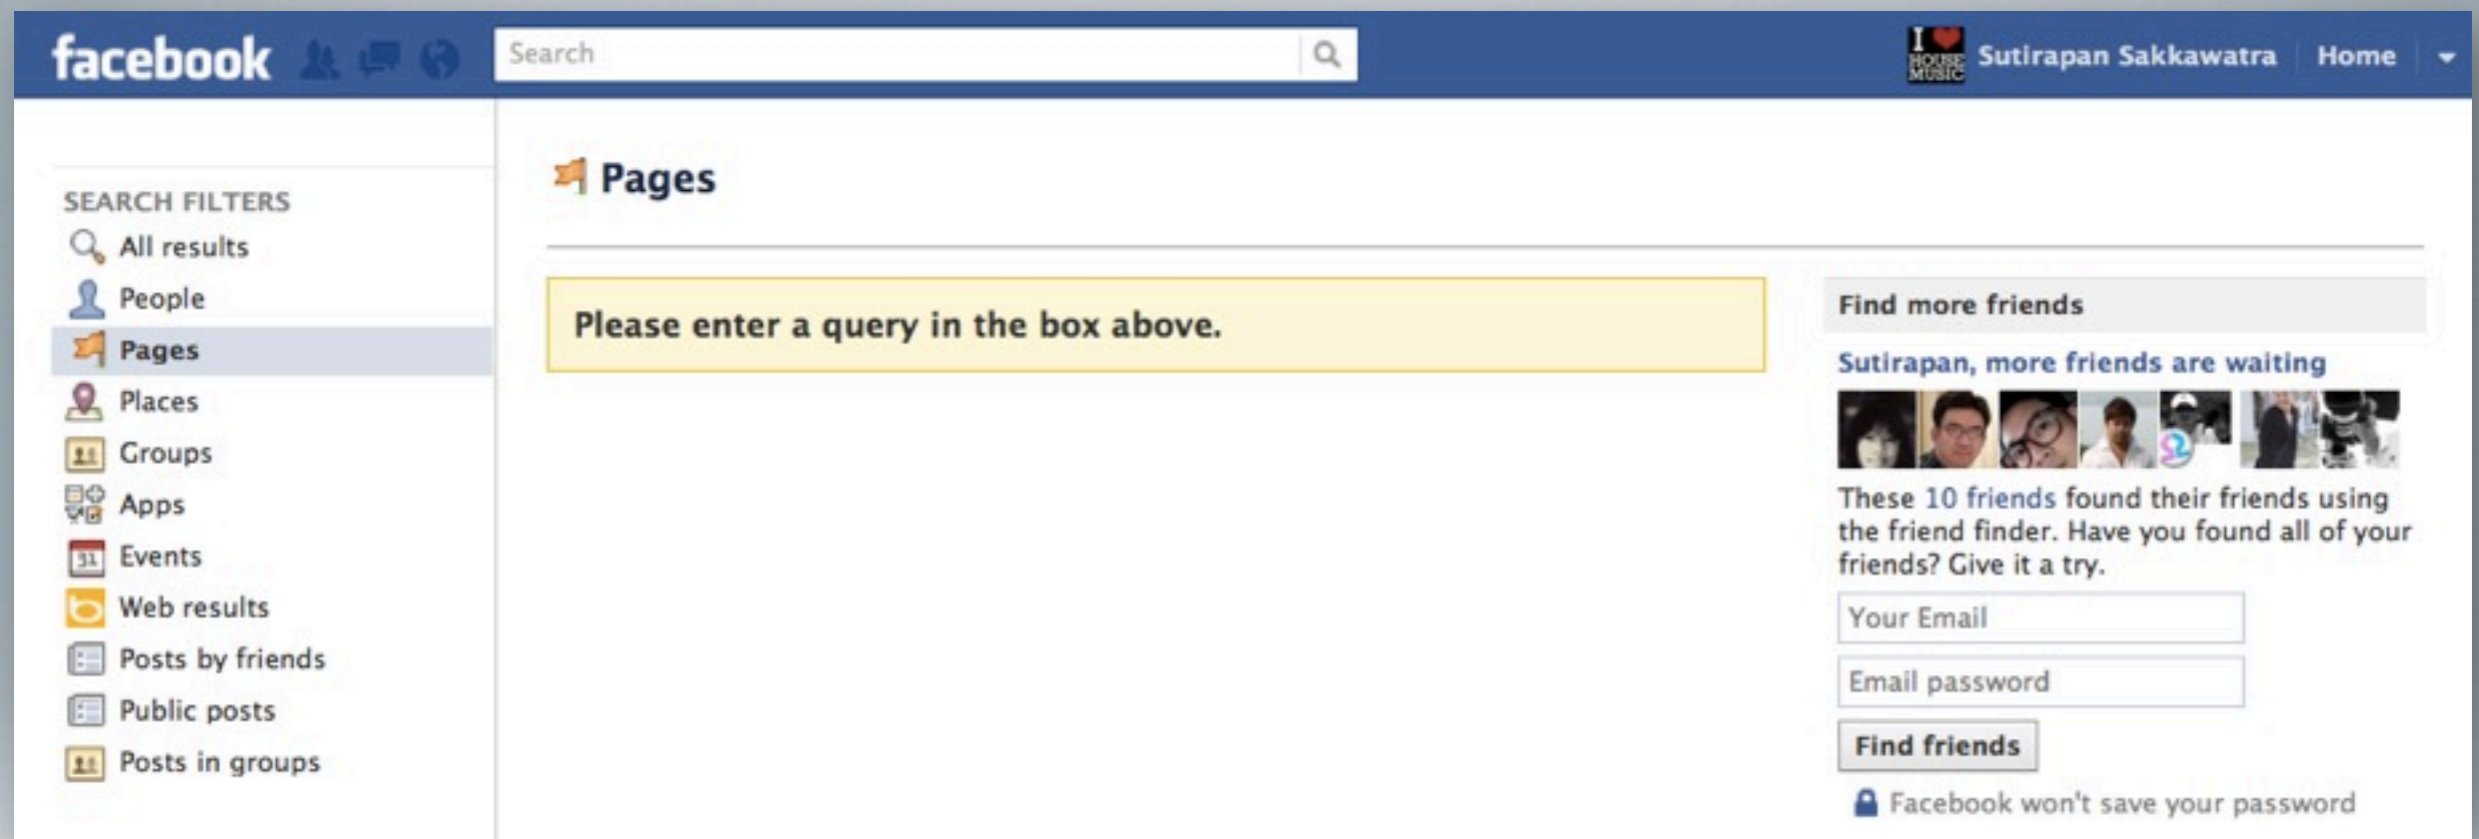 facebook
Search
I
HOUSE
MUSIC
Sutirapan Sakkawatra
Home
SEARCH FILTERS
All results
People
Pages
Places
Groups
Apps
31
Events
Web results
Posts by friends
Public posts
Posts in groups
Pages
Please enter a query in the box above.
Find more friends
Sutirapan, more friends are waiting
These 10 friends found their friends using
the friend finder. Have you found all of your
friends? Give it a try.
Your Email
Email password
Find friends
Facebook won't save your password